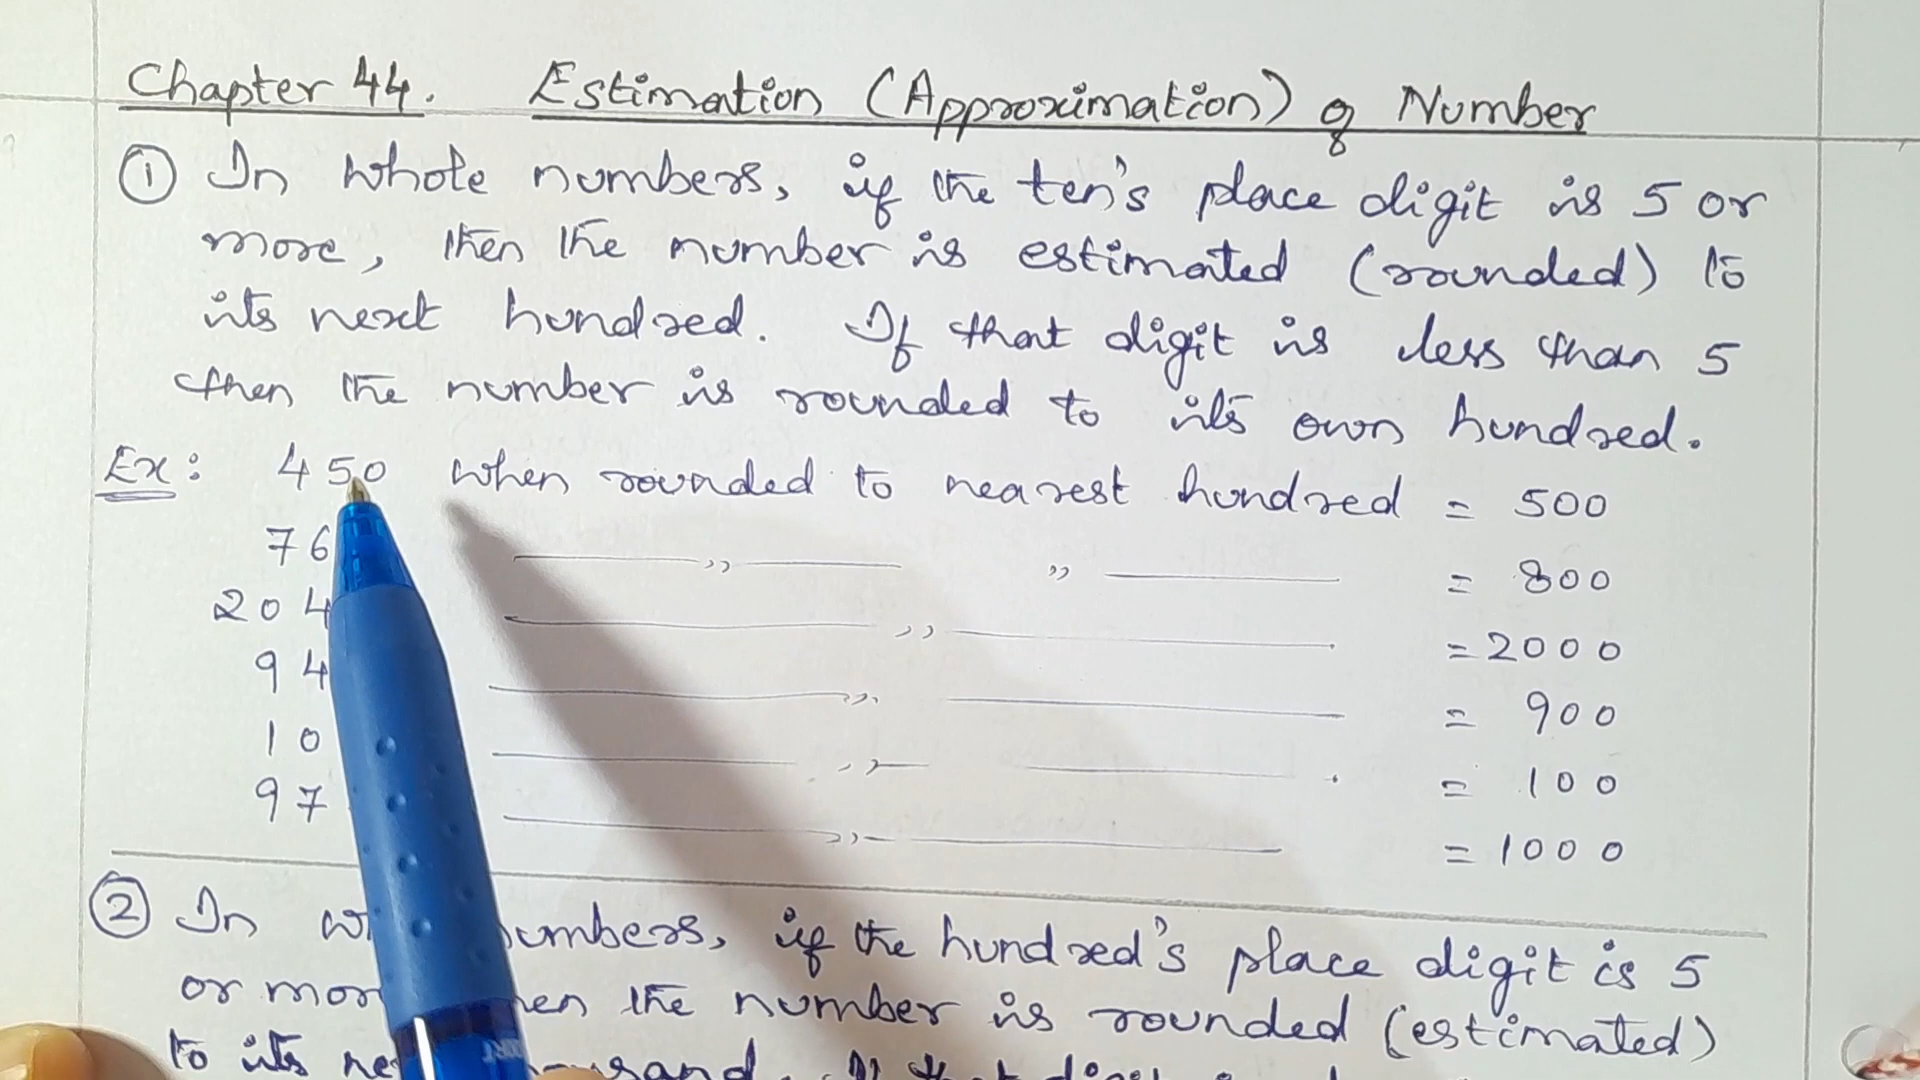 Chapter 44. Estimation (Approximation) of Number
① In whole numbers, if the ten's place digit is 5 or
more, then the number is estimated (rounded) to
its next hundred. If that digit is less than 5
then the number is rounded to its own hundred.
Ex: 450 when rounded to nearest hundred = 500
76 ,, ,, = 800
204 ,, = 2000
94 ,, = 900
10 ,, = 100
97 ,, = 1000
② In numbers, if the hundred's place digit is 5
or the number is rounded (estimated)
to its